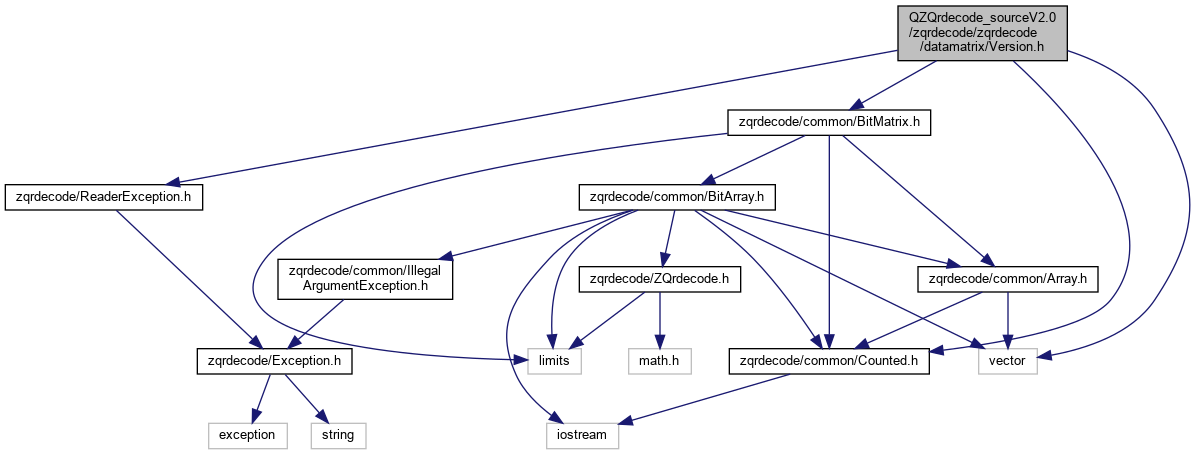 QZQrdecode_sourceV2.0
/zqrdecode/zqrdecode
/datamatrix/Version.h
zqrdecode/common/BitMatrix.h
zqrdecode/ReaderException.h
zqrdecode/common/BitArray.h
zqrdecode/common/Illegal
ArgumentException.h
zqrdecode/ZQrdecode.h
zqrdecode/common/Array.h
zqrdecode/Exception.h
limits
math.h
zqrdecode/common/Counted.h
vector
exception
string
iostream